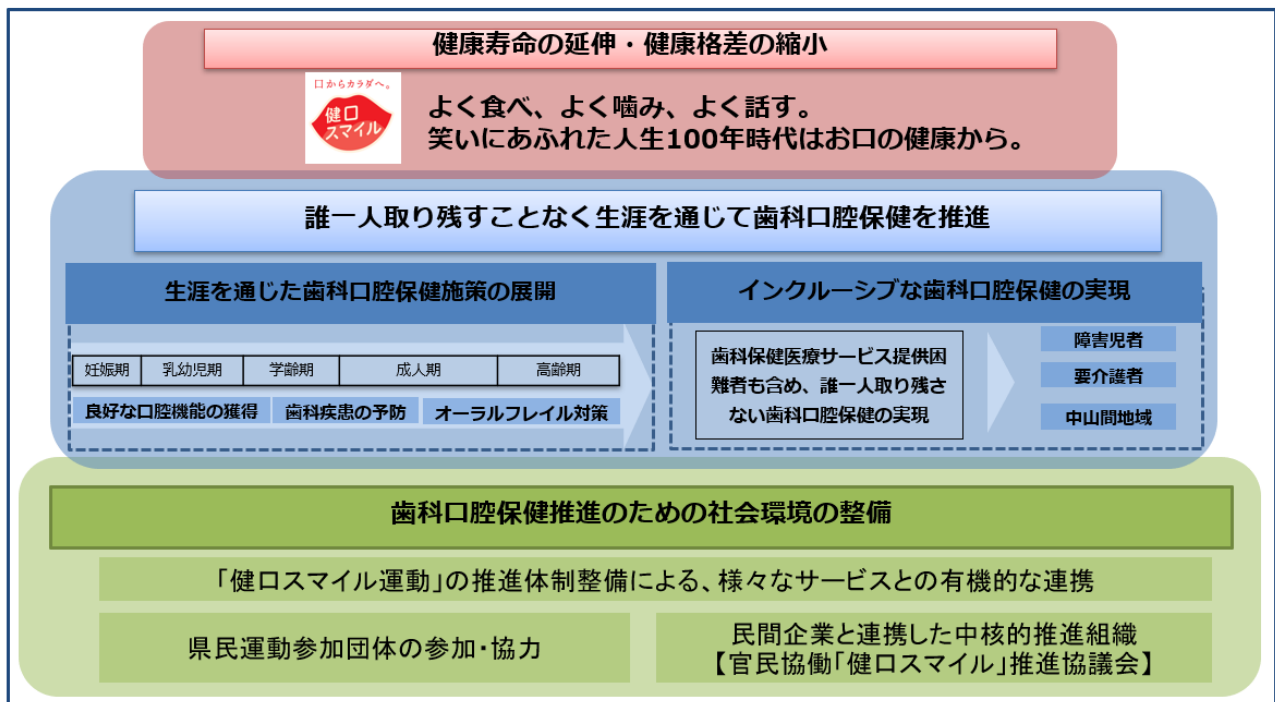 健康寿命の延伸・健康格差の縮小
口からカラダへ。
健口
スマイル
よく食べ、よく噛み、よく話す。
笑いにあふれた人生100年時代はお口の健康から。
誰一人取り残すことなく生涯を通じて歯科口腔保健を推進
生涯を通じた歯科口腔保健施策の展開
妊娠期 乳幼児期 学齢期 成人期 高齢期
良好な口腔機能の獲得 歯科疾患の予防 オーラルフレイル対策
インクルーシブな歯科口腔保健の実現
歯科保健医療サービス提供困
難者も含め、誰一人取り残さ
ない歯科口腔保健の実現
障害児者
要介護者
中山間地域
歯科口腔保健推進のための社会環境の整備
「健口スマイル運動」の推進体制整備による、様々なサービスとの有機的な連携
県民運動参加団体の参加・協力
民間企業と連携した中核的推進組織
【官民協働「健口スマイル」推進協議会】